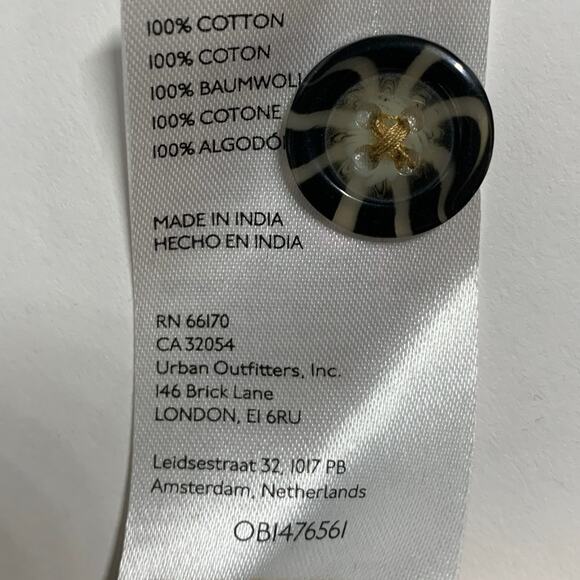 100% COTTON
100% COTON
100% BAUMWOLL
100% COTONE
100% ALGODÓ
MADE IN INDIA
HECHO EN INDIA
RN 66170
CA 32054
Urban Outfitters, Inc.
146 Brick Lane
LONDON, E1 6RU
Leidsestraat 32, 1017 PB
Amsterdam, Netherlands
OB1476561